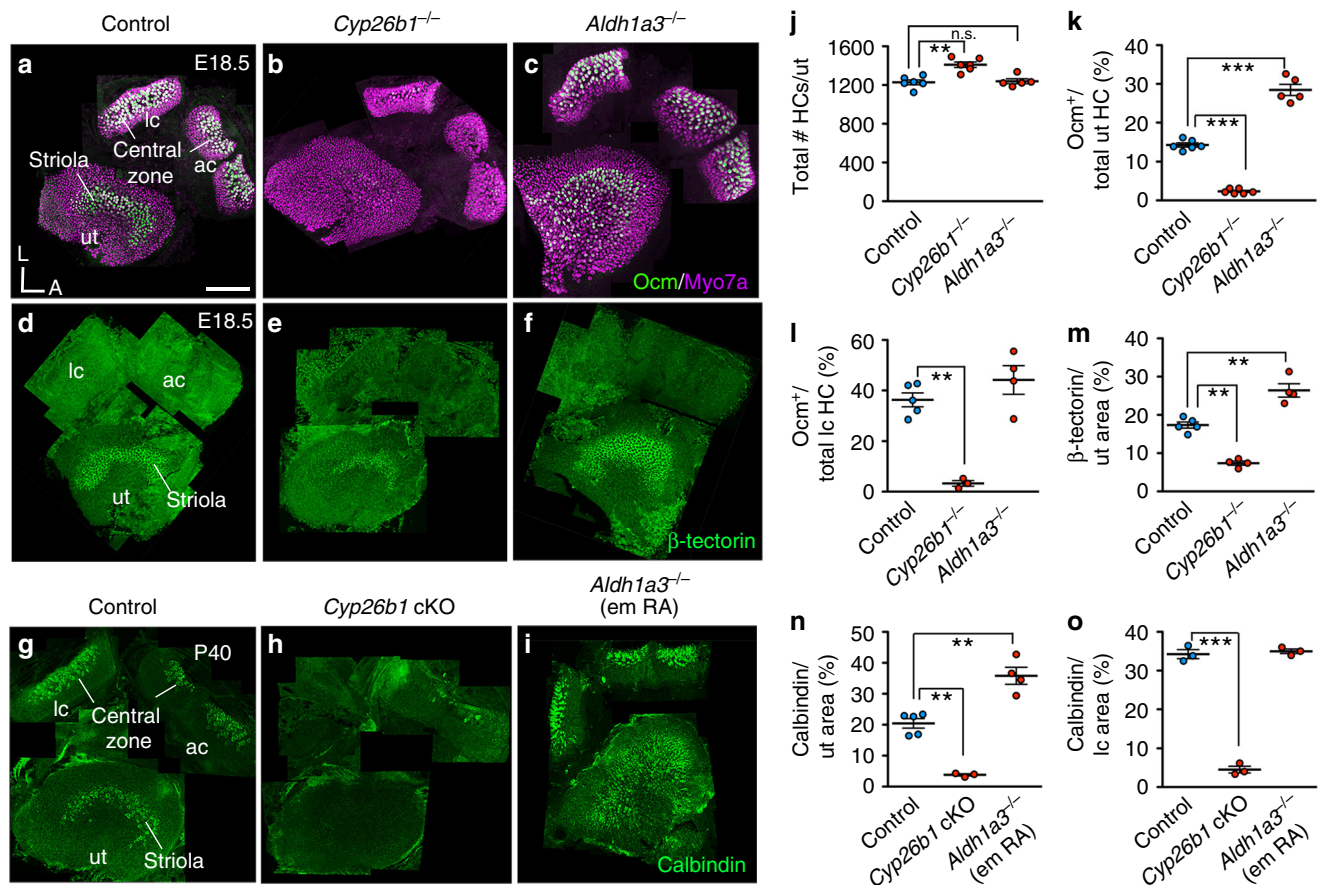 Control
Cyp26b1–/–
Aldh1a3–/–
a
E18.5
lc
Central
zone
ac
Striola
ut
L
A
b
c
Ocm/Myo7a
d
E18.5
lc
ac
ut
Striola
e
f
β-tectorin
Control
Cyp26b1 cKO
Aldh1a3–/–
(em RA)
g
P40
lc
Central
zone
ac
ut
Striola
h
i
Calbindin
j
Total # HCs/ut
1600
1200
800
400
0
n.s.
**
Control
Cyp26b1–/–
Aldh1a3–/–
k
Ocm+/
total ut HC (%)
40
30
20
10
0
***
***
Control
Cyp26b1–/–
Aldh1a3–/–
l
Ocm+/
total lc HC (%)
60
40
20
0
**
Control
Cyp26b1–/–
Aldh1a3–/–
m
β-tectorin/
ut area (%)
40
30
20
10
0
**
**
Control
Cyp26b1–/–
Aldh1a3–/–
n
Calbindin/
ut area (%)
50
40
30
20
10
0
**
**
Control
Cyp26b1 cKO
Aldh1a3–/–
(em RA)
o
Calbindin/
lc area (%)
40
30
20
10
0
***
Control
Cyp26b1 cKO
Aldh1a3–/–
(em RA)